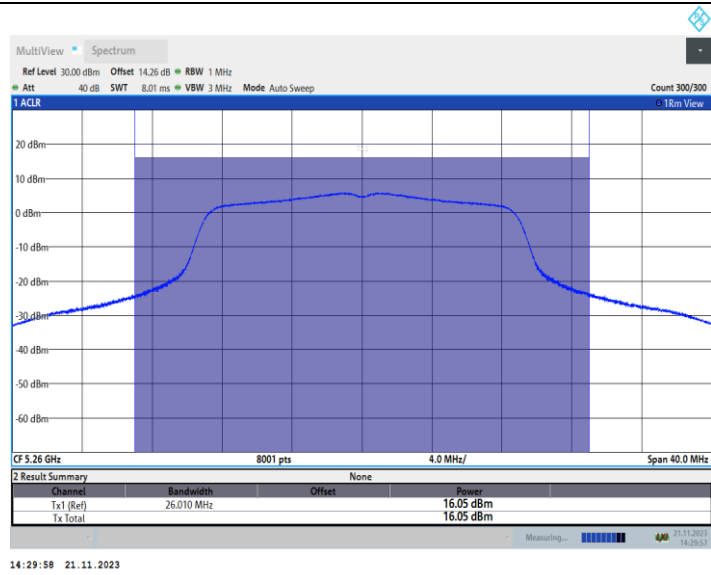 MultiView Spectrum
Ref Level 30.00 dBm Offset 14.26 dB RBW 1 MHz
Att 40 dB SWT 8.01 ms VBW 3 MHz Mode Auto Sweep Count 300/300
1 ACLR 1Rm View
20 dBm
10 dBm
0 dBm
-10 dBm
-20 dBm
-30 dBm
-40 dBm
-50 dBm
-60 dBm
CF 5.26 GHz 8001 pts 4.0 MHz/ Span 40.0 MHz
2 Result Summary None
Channel Bandwidth Offset Power
Tx1 (Ref) 26.010 MHz 16.05 dBm
Tx Total 16.05 dBm
Measuring... 21.11.2023
14:29:57
14:29:58 21.11.2023